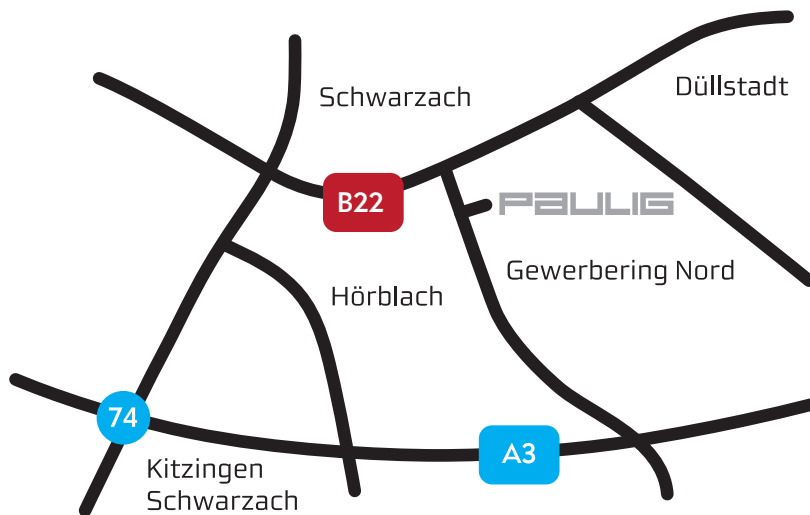 Düllstadt
Schwarzach
B22
PAULIG
Gewerbering Nord
Hörblach
74
A3
Kitzingen
Schwarzach